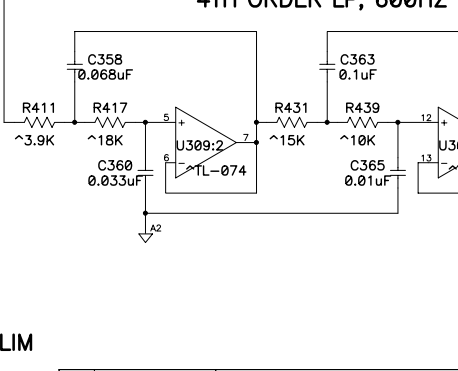 4TH ORDER LP, 800HZ
C358
0.068uF
C363
0.1uF
R411
R417
R431
R439
5
+
12
+
^3.9K
^18K
U309:2
7
^15K
^10K
C360
0.033uF
6
-
^TL-074
C365
0.01uF
13
-
A2
LIM